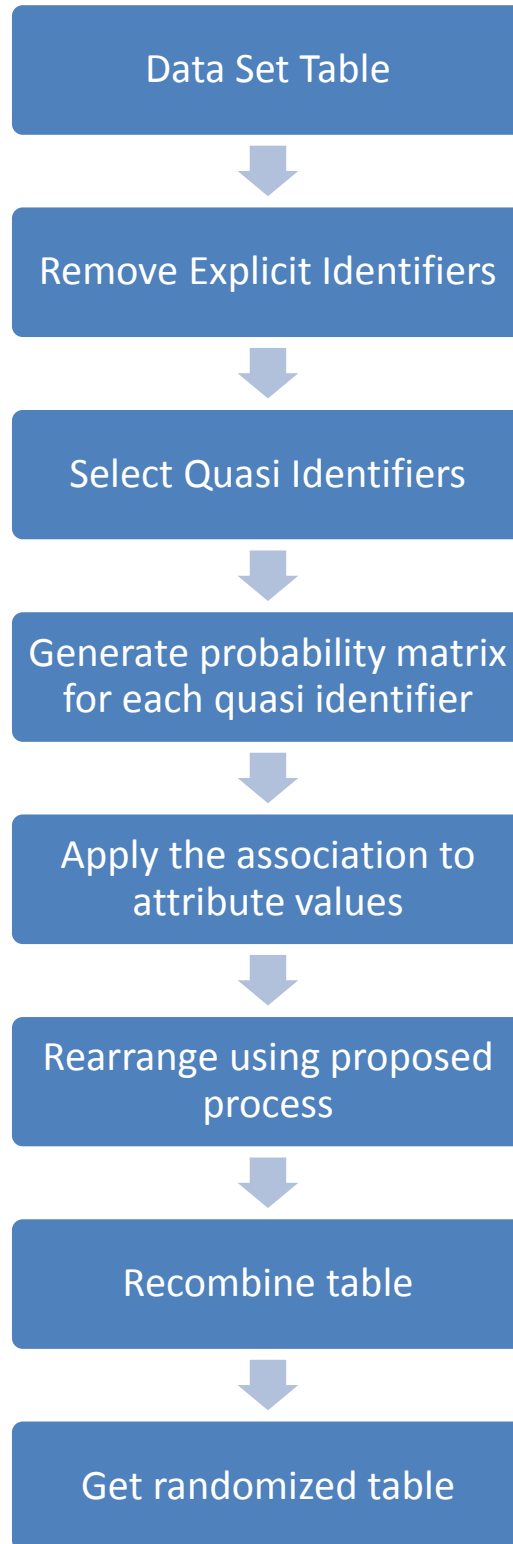 Data Set Table
Remove Explicit Identifiers
Select Quasi Identifiers
Generate probability matrix
for each quasi identifier
Apply the association to
attribute values
Rearrange using proposed
process
Recombine table
Get randomized table